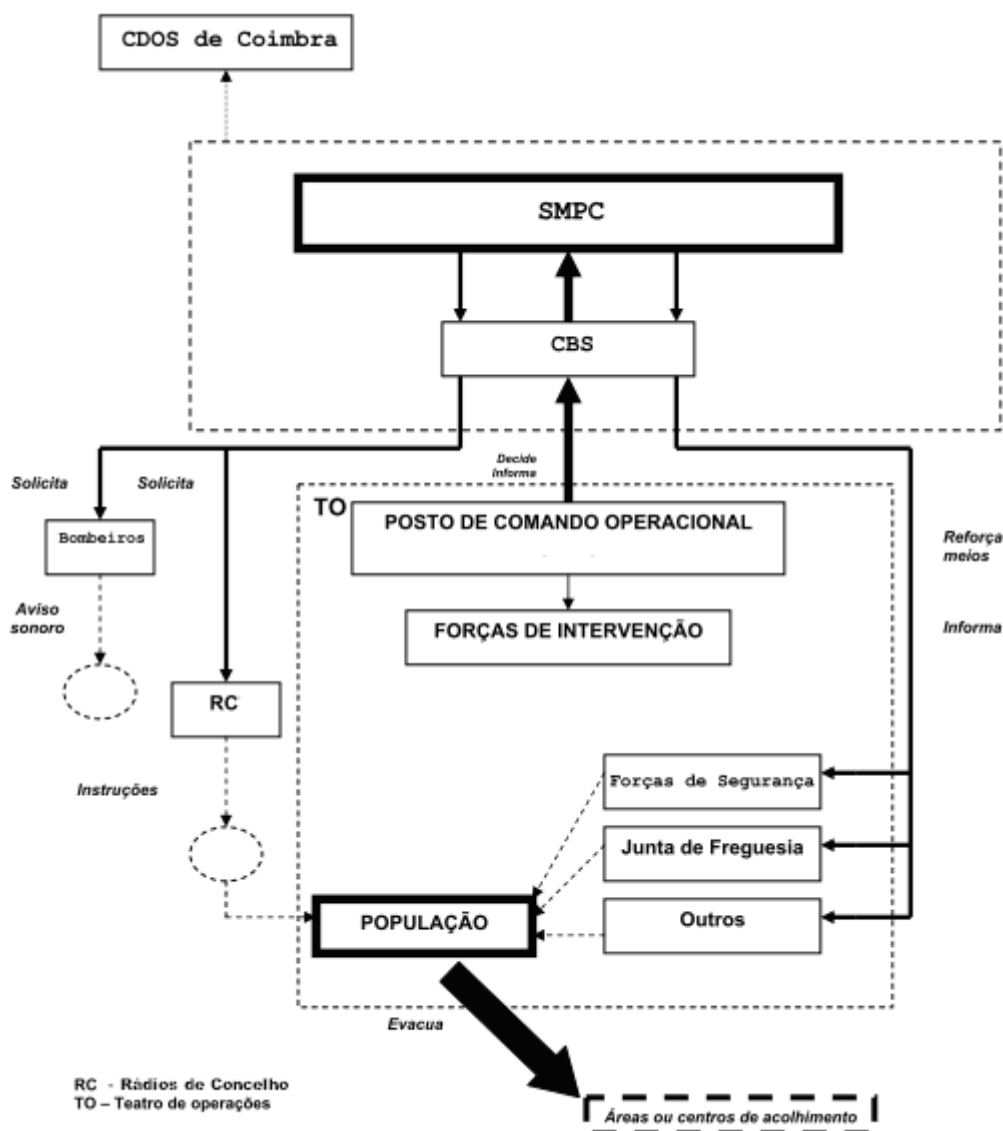 CDOS de Coimbra
SMPC
CBS
Decide
Informa
Solicita
Solicita
TO
POSTO DE COMANDO OPERACIONAL
Bombeiros
Reforça
meios
Aviso
sonoro
FORÇAS DE INTERVENÇÃO
Informa
RC
Instruções
Forças de Segurança
Junta de Freguesia
POPULAÇÃO
Outros
Evacua
RC - Rádios de Concelho
TO – Teatro de operações
Áreas ou centros de acolhimento